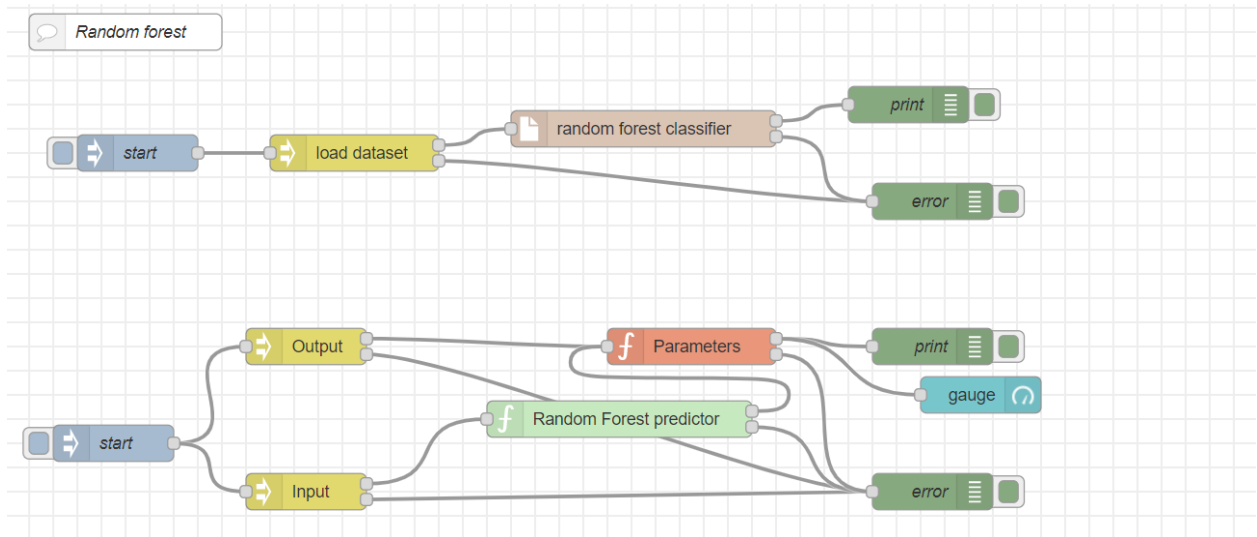 Random forest
print
random forest classifier
start
load dataset
error
Output
Parameters
print
gauge
Random Forest predictor
start
Input
error